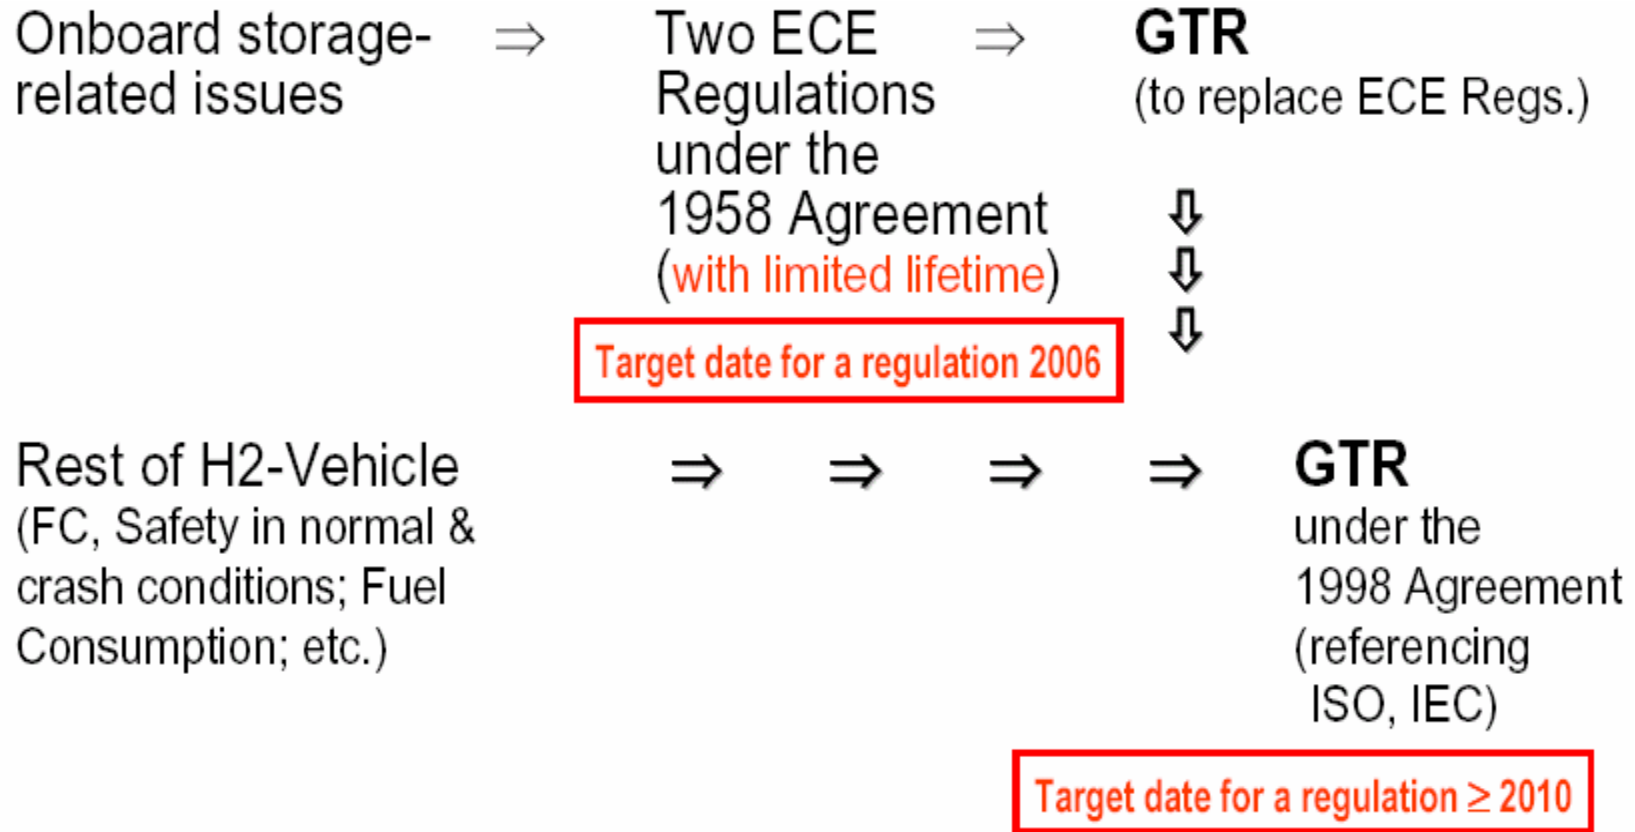 Onboard storage- ⇒ Two ECE ⇒ GTR
related issues Regulations (to replace ECE Regs.)
under the
1958 Agreement ⇩
(with limited lifetime) ⇩
⇩
Target date for a regulation 2006
Rest of H2-Vehicle ⇒ ⇒ ⇒ ⇒ GTR
(FC, Safety in normal & under the
crash conditions; Fuel 1998 Agreement
Consumption; etc.) (referencing
ISO, IEC)
Target date for a regulation ≥ 2010